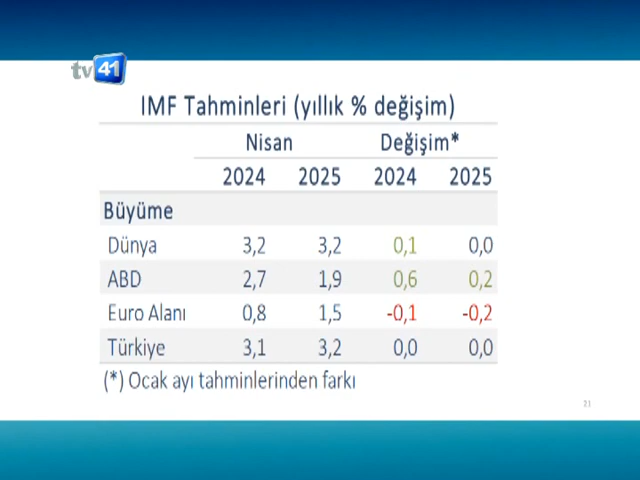 tv41
IMF Tahminleri (yıllık % değişim)
Nisan Değişim*
2024 2025 2024 2025
Büyüme
Dünya 3,2 3,2 0,1 0,0
ABD 2,7 1,9 0,6 0,2
Euro Alanı 0,8 1,5 -0,1 -0,2
Türkiye 3,1 3,2 0,0 0,0
(*) Ocak ayı tahminlerinden farkı
21